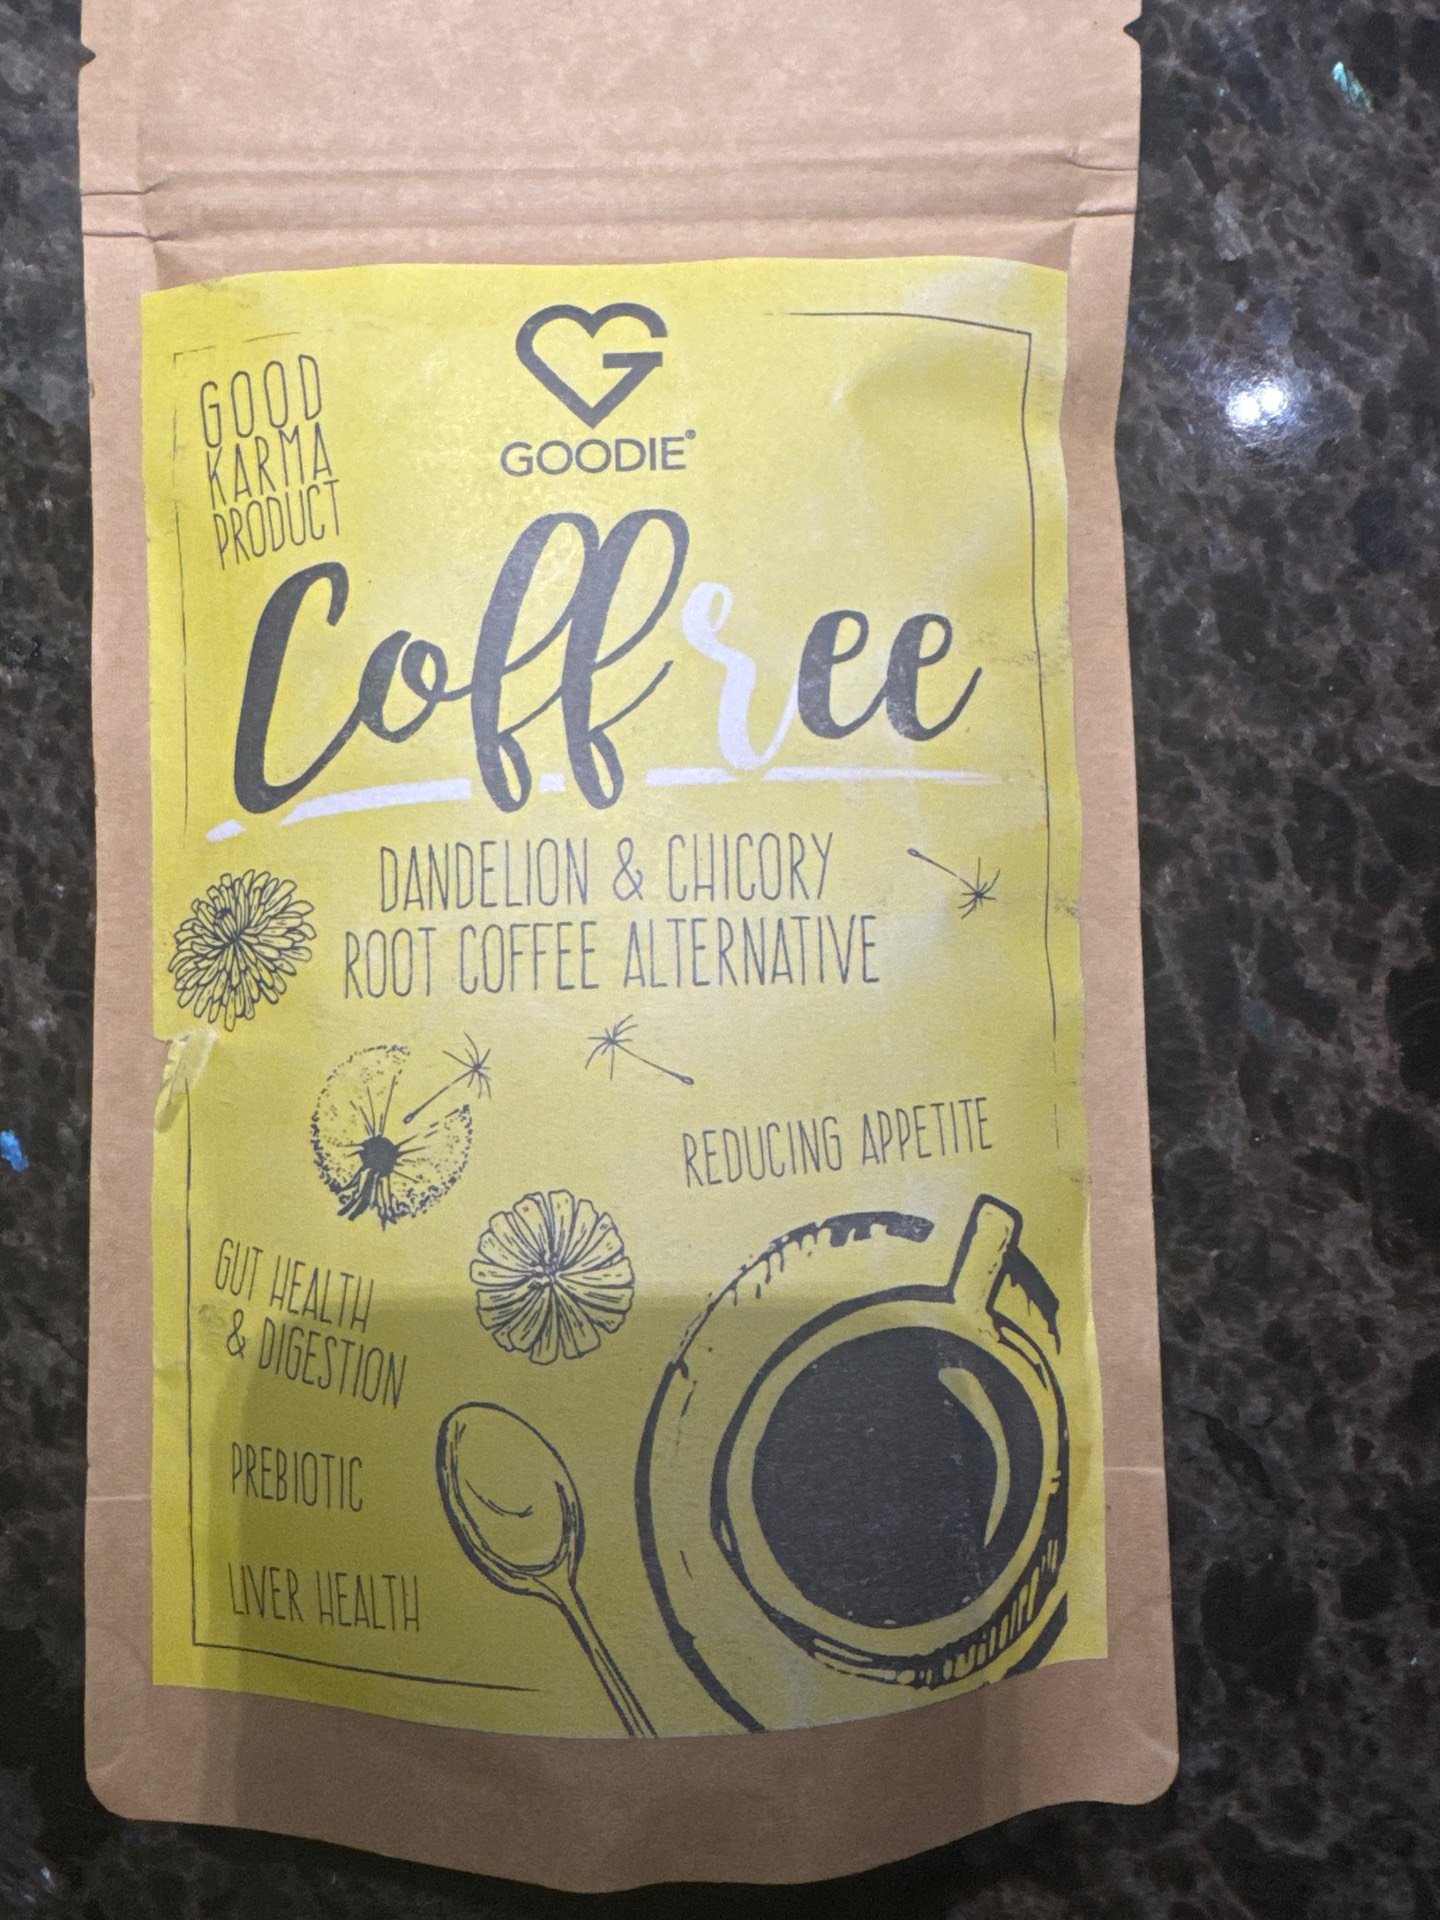 GOOD
KARMA
PRODUCT
GOODIE®
Coffree
DANDELION & CHICORY
ROOT COFFEE ALTERNATIVE
REDUCING APPETITE
GUT HEALTH
& DIGESTION
PREBIOTIC
LIVER HEALTH